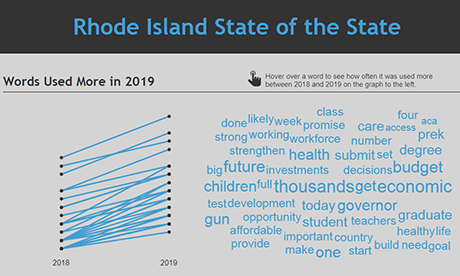 Rhode Island State of the State
Words Used More in 2019
Hover over a word to see how often it was used more
between 2018 and 2019 on the graph to the left.
2018
2019
class
four
done likely week promise care access aca
strong working number prek
strengthen workforce degree
health submit set
big future investments decisions budget
children full thousands get economic
test development today governor
gun opportunity student teachers graduate
affordable important country healthy life
provide make one start build need goal